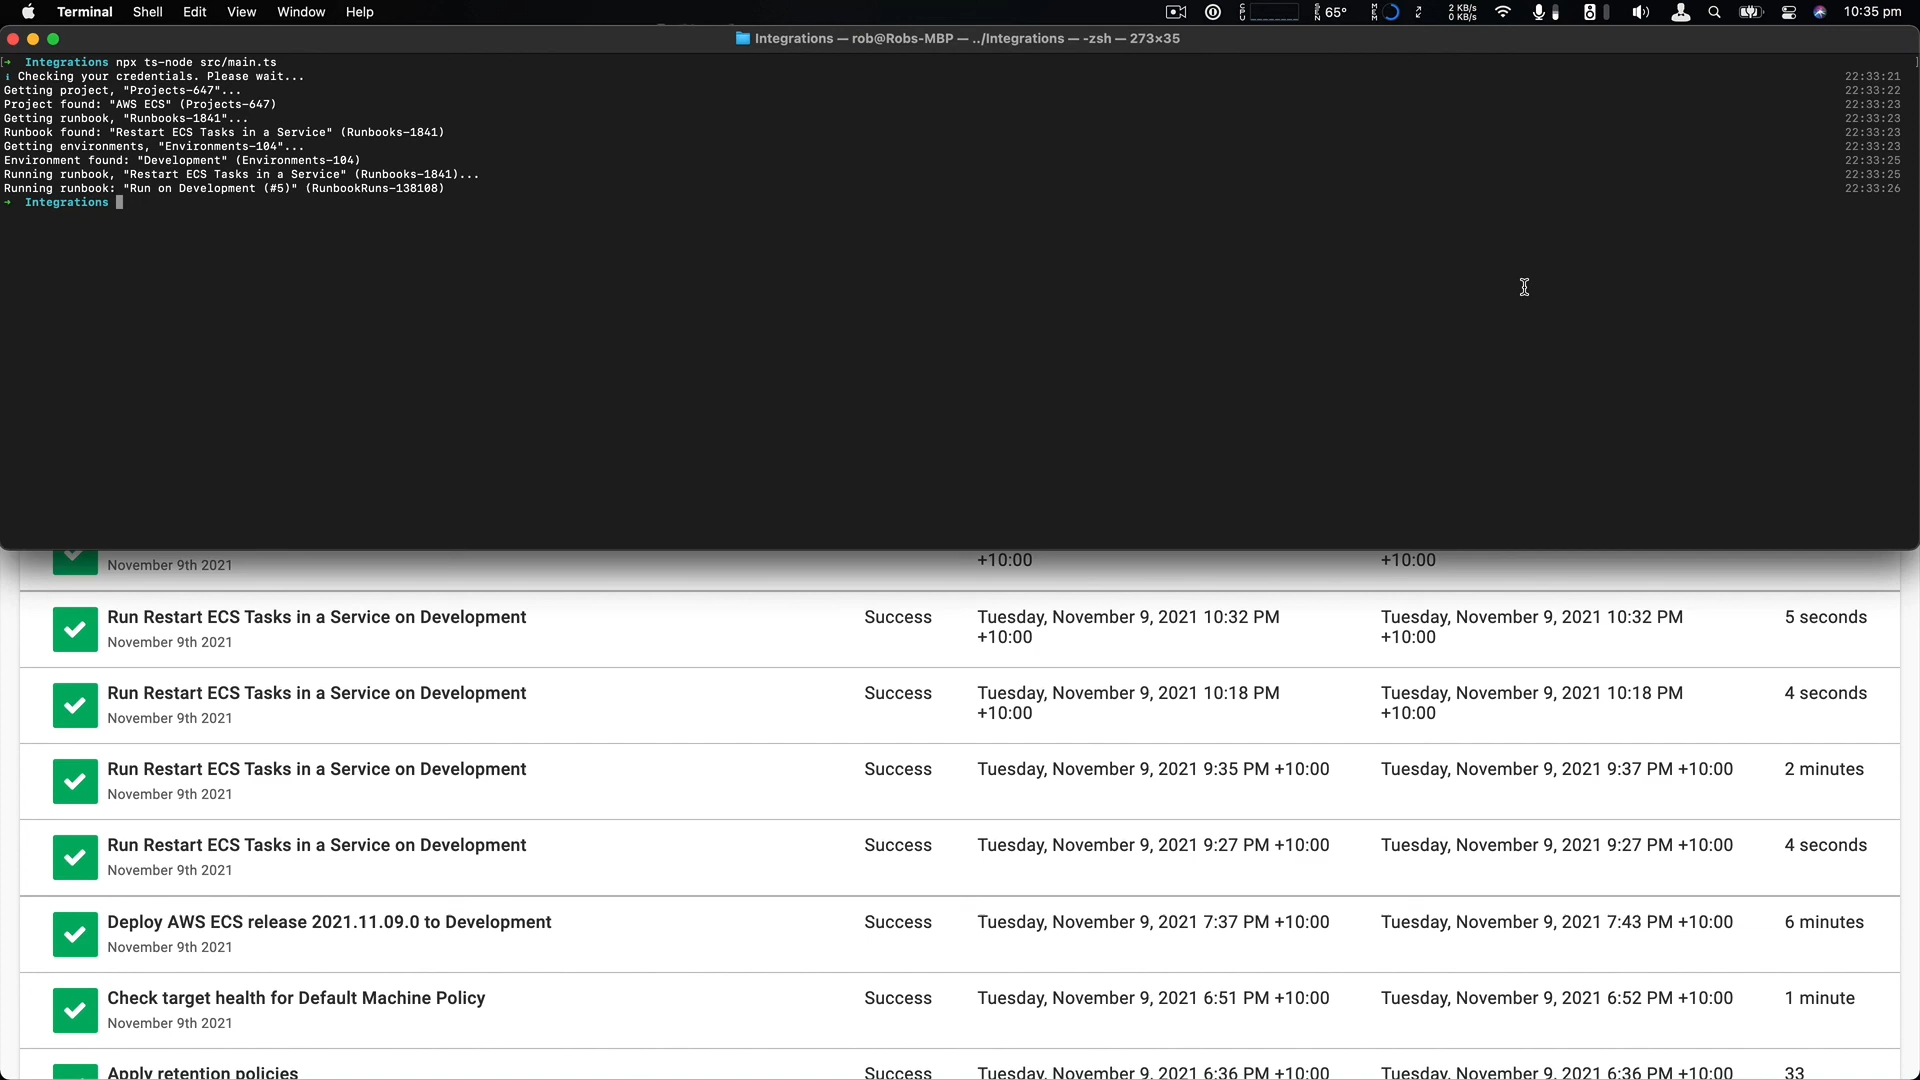 Terminal Shell Edit View Window Help
CPU SEN 65° MEM 2 KB/s 0 KB/s 10:35 pm
Integrations — rob@Robs-MBP — ../Integrations — -zsh — 273×35
[→ Integrations npx ts-node src/main.ts ]
i Checking your credentials. Please wait... 22:33:21
Getting project, "Projects-647"... 22:33:22
Project found: "AWS ECS" (Projects-647) 22:33:23
Getting runbook, "Runbooks-1841"... 22:33:23
Runbook found: "Restart ECS Tasks in a Service" (Runbooks-1841) 22:33:23
Getting environments, "Environments-104"... 22:33:23
Environment found: "Development" (Environments-104) 22:33:25
Running runbook, "Restart ECS Tasks in a Service" (Runbooks-1841)... 22:33:25
Running runbook: "Run on Development (#5)" (RunbookRuns-138108) 22:33:26
→ Integrations
November 9th 2021 +10:00 +10:00
Run Restart ECS Tasks in a Service on Development Success Tuesday, November 9, 2021 10:32 PM Tuesday, November 9, 2021 10:32 PM 5 seconds
November 9th 2021 +10:00 +10:00
Run Restart ECS Tasks in a Service on Development Success Tuesday, November 9, 2021 10:18 PM Tuesday, November 9, 2021 10:18 PM 4 seconds
November 9th 2021 +10:00 +10:00
Run Restart ECS Tasks in a Service on Development Success Tuesday, November 9, 2021 9:35 PM +10:00 Tuesday, November 9, 2021 9:37 PM +10:00 2 minutes
November 9th 2021
Run Restart ECS Tasks in a Service on Development Success Tuesday, November 9, 2021 9:27 PM +10:00 Tuesday, November 9, 2021 9:27 PM +10:00 4 seconds
November 9th 2021
Deploy AWS ECS release 2021.11.09.0 to Development Success Tuesday, November 9, 2021 7:37 PM +10:00 Tuesday, November 9, 2021 7:43 PM +10:00 6 minutes
November 9th 2021
Check target health for Default Machine Policy Success Tuesday, November 9, 2021 6:51 PM +10:00 Tuesday, November 9, 2021 6:52 PM +10:00 1 minute
November 9th 2021
Apply retention policies Success Tuesday, November 9, 2021 6:36 PM +10:00 Tuesday, November 9, 2021 6:36 PM +10:00 33